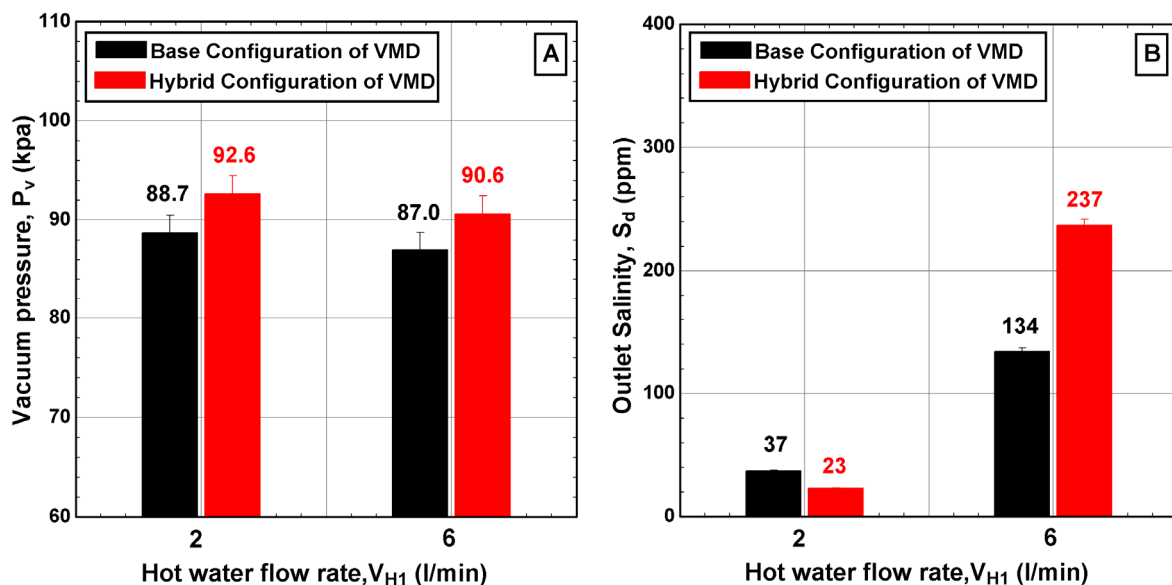 110
100
90
80
70
60
Vacuum pressure, Pv (kpa)
Base Configuration of VMD
Hybrid Configuration of VMD
A
88.7
92.6
87.0
90.6
2
6
Hot water flow rate,VH1 (l/min)
400
300
200
100
0
Outlet Salinity, Sd (ppm)
Base Configuration of VMD
Hybrid Configuration of VMD
B
37
23
134
237
2
6
Hot water flow rate,VH1 (l/min)